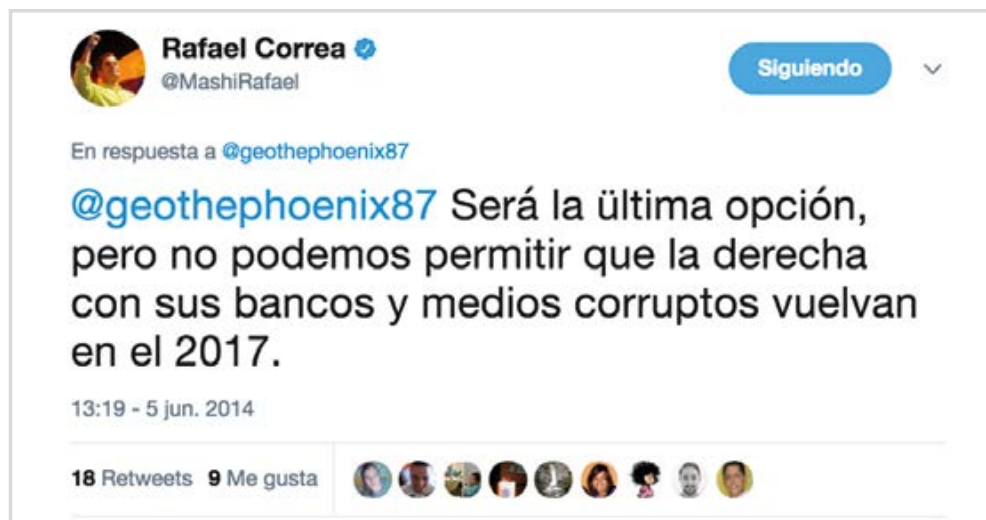 Rafael Correa
@MashiRafael
Siguiendo
En respuesta a @geothephoenix87
@geothephoenix87 Será la ültima opción,
pero no podemos permitir que la derecha
con sus bancos y medios corruptos vuelvan
en el 2017.
13:19 - 5 jun. 2014
18 Retweets 9 Me gusta